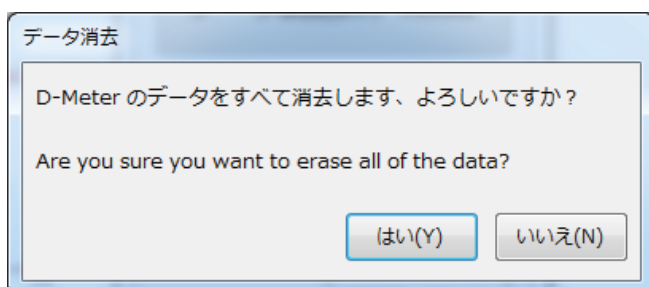 データ消去
D-Meter のデータをすべて消去します、よろしいですか？
Are you sure you want to erase all of the data?
はい(Y) いいえ(N)